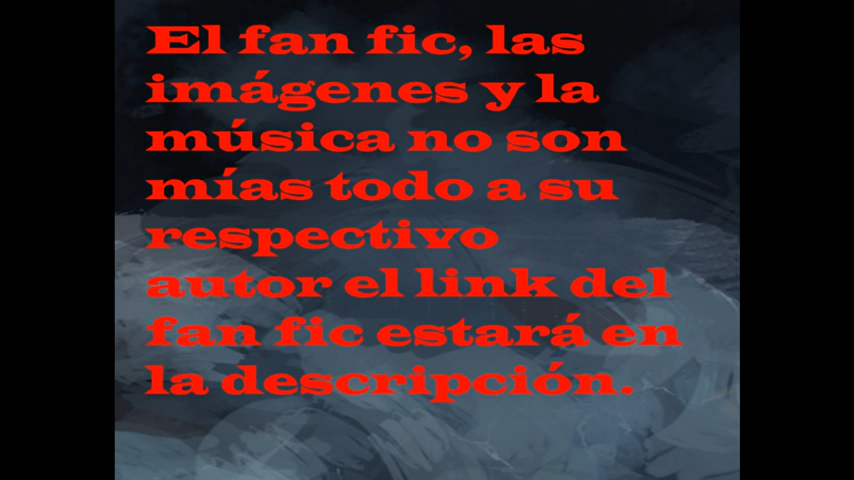 El fan fic, las
imágenes y la
música no son
mías todo a su
respectivo
autor el link del
fan fic estará en
la descripción.